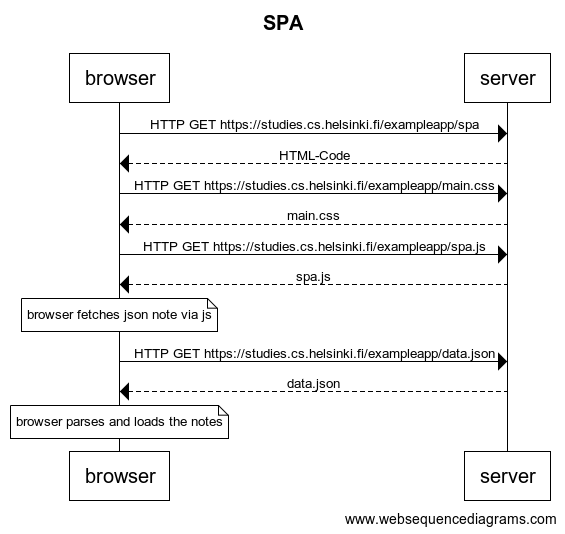 SPA
browser
server
HTTP GET https://studies.cs.helsinki.fi/exampleapp/spa
HTML-Code
HTTP GET https://studies.cs.helsinki.fi/exampleapp/main.css
main.css
HTTP GET https://studies.cs.helsinki.fi/exampleapp/spa.js
spa.js
browser fetches json note via js
HTTP GET https://studies.cs.helsinki.fi/exampleapp/data.json
data.json
browser parses and loads the notes
browser
server
www.websequencediagrams.com